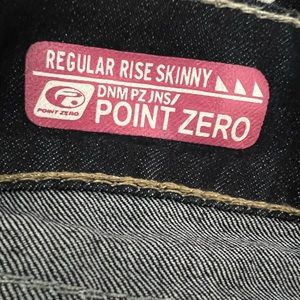 REGULAR RISE SKINNY
DNM PZ JNS/
POINT ZERO
POINT ZERO